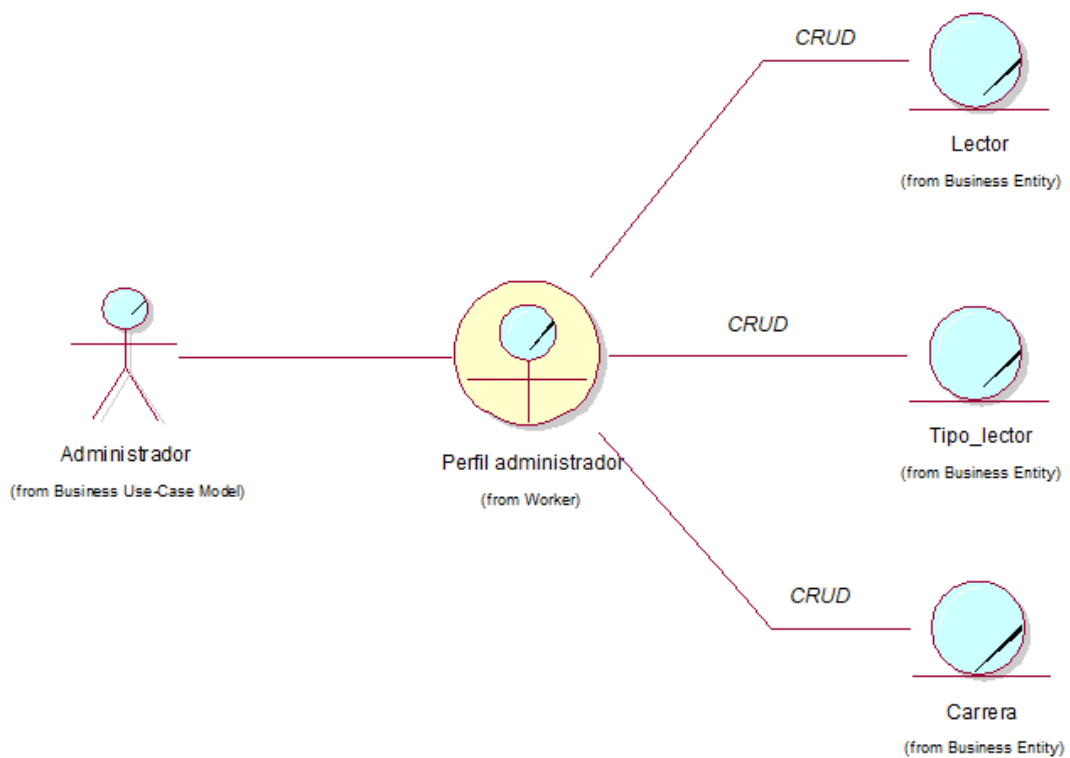 CRUD
Lector
(from Business Entity)
CRUD
Administrador
(from Business Use-Case Model)
Perfil administrador
(from Worker)
Tipo_lector
(from Business Entity)
CRUD
Carrera
(from Business Entity)